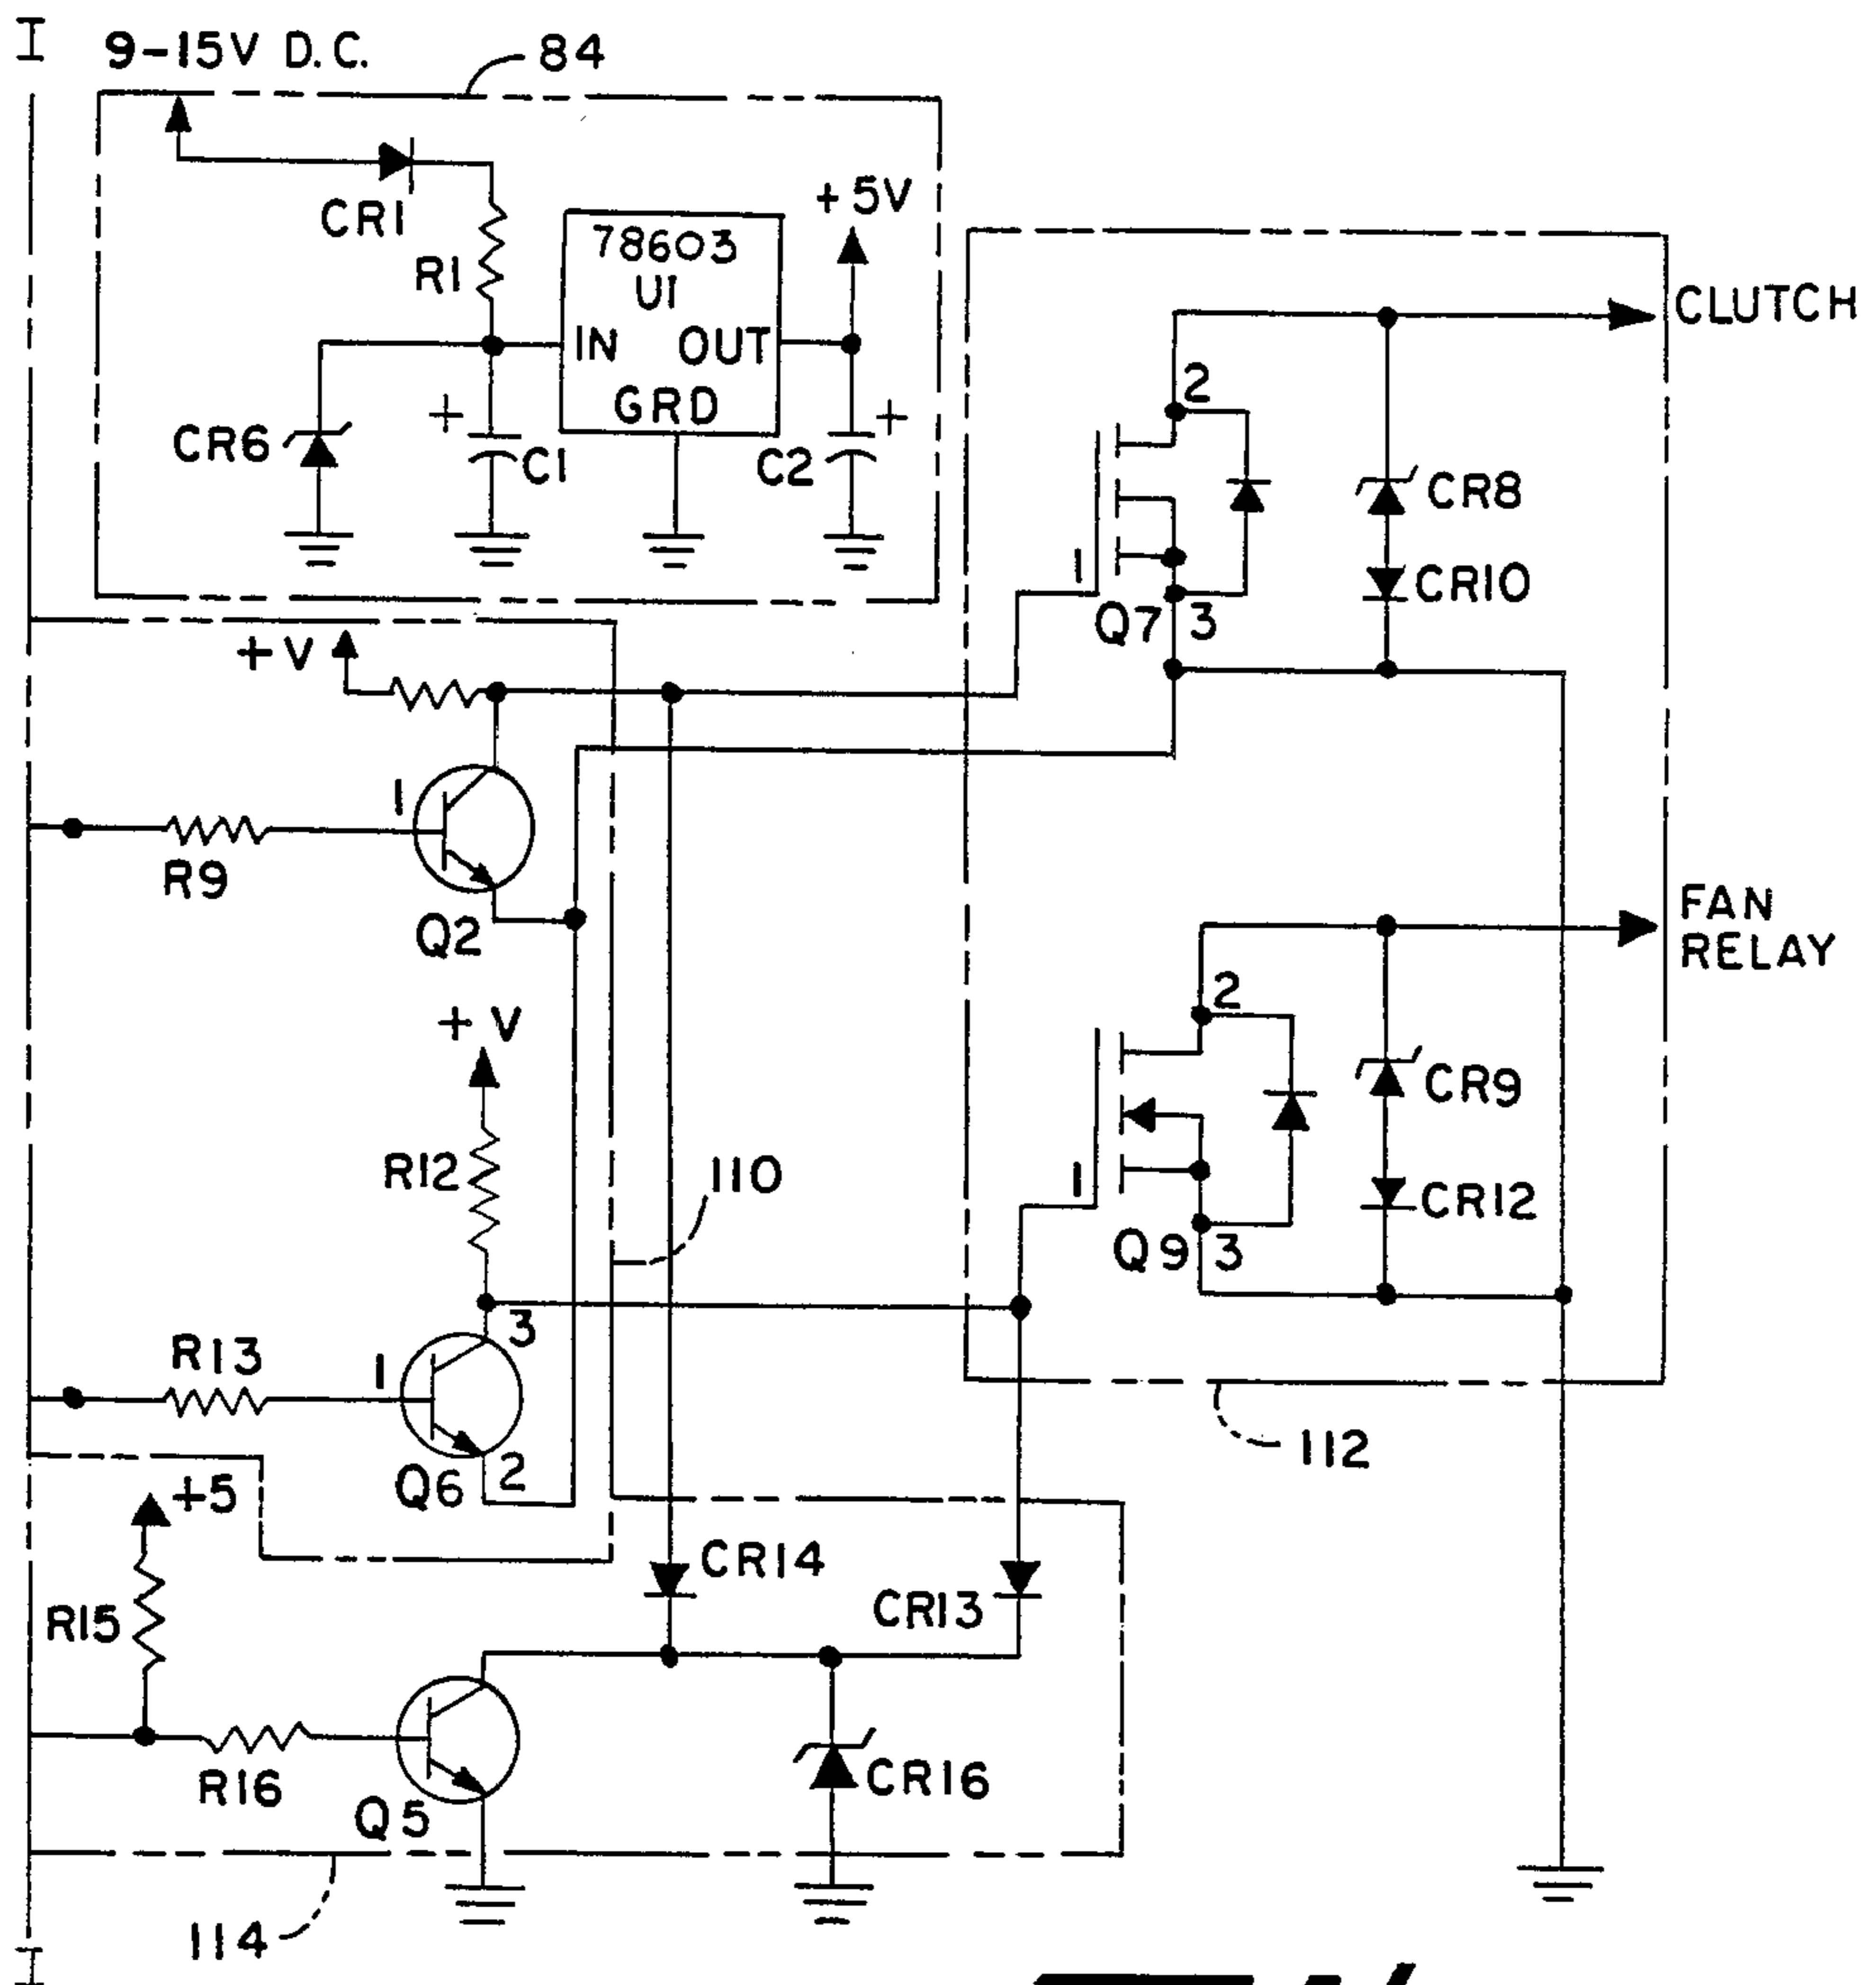 I
9-15V D.C.
84
CR1
+5V
R1
78603
U1
IN OUT
GRD
CR6
C1
C2
CLUTCH
2
CR8
1
CR10
Q7 3
+V
1
R9
Q2
FAN
RELAY
2
+V
CR9
R12
110
1
CR12
Q9 3
3
R13
1
112
Q6 2
+5
CR14
CR13
R15
R16
CR16
Q5
114
I